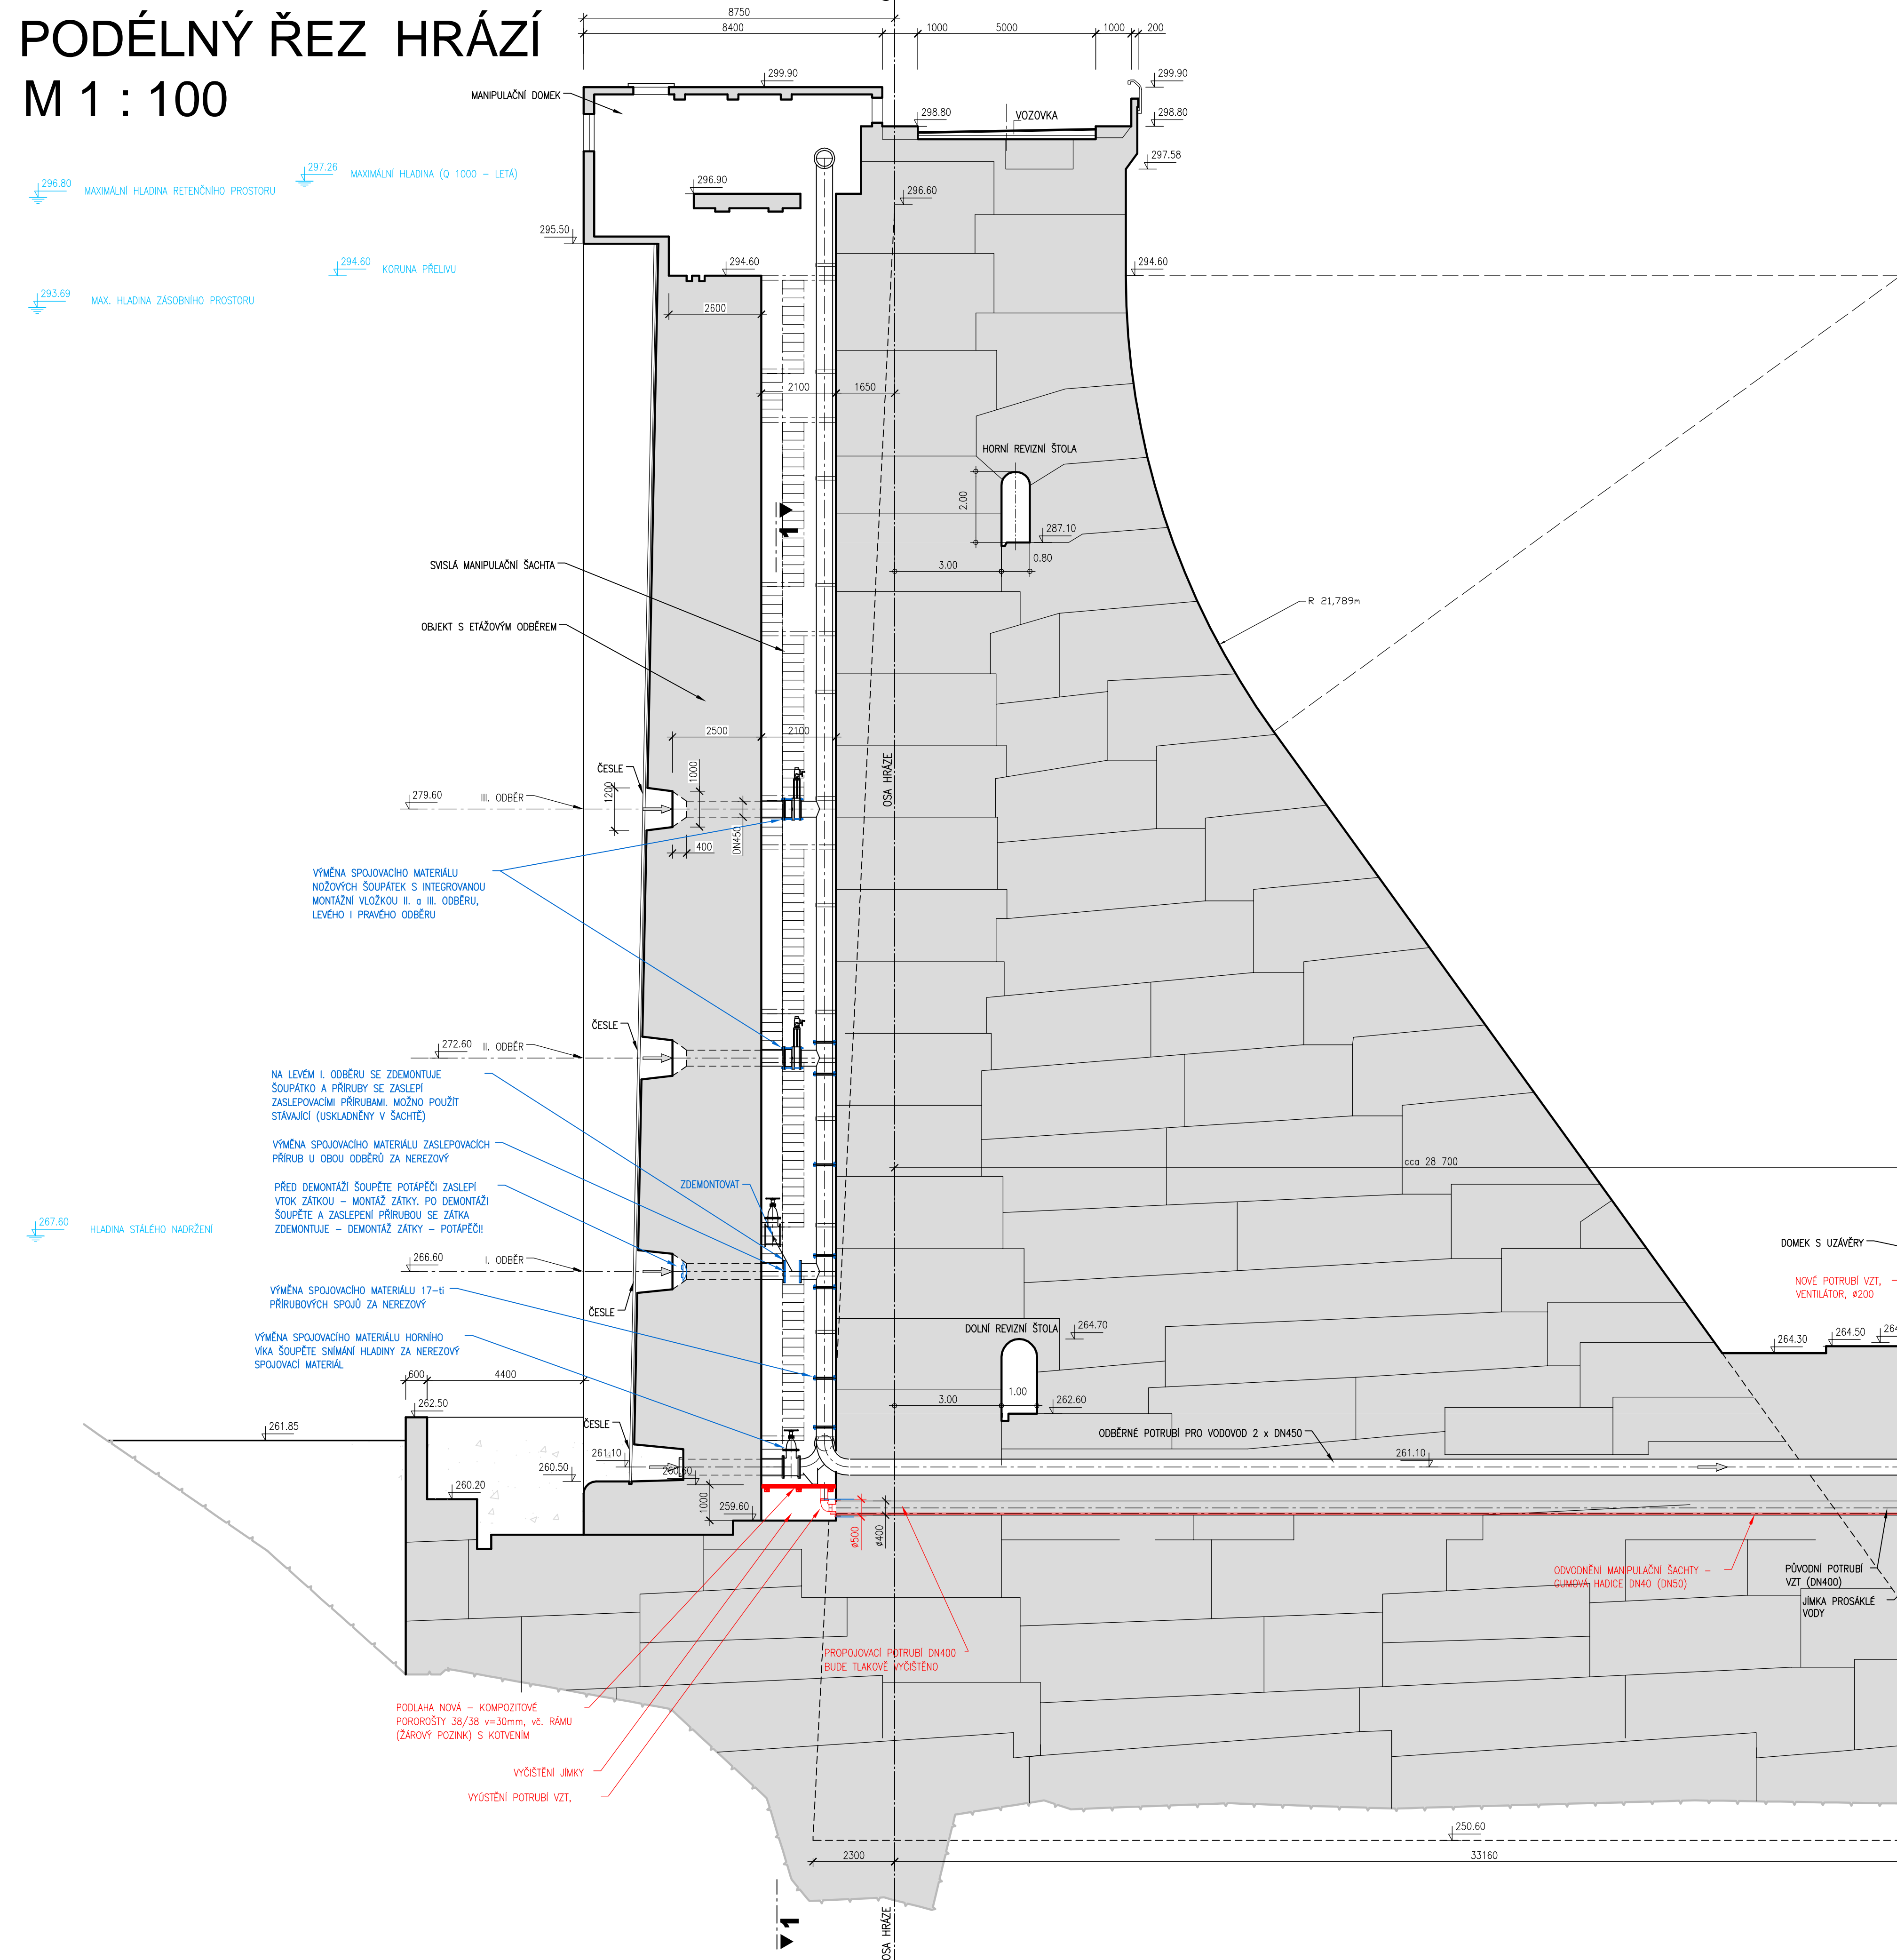 PODÉLNÝ ŘEZ HRÁZÍ
M 1 : 100
8750
8400
1000
5000
1000
200
299.90
299.90
MANIPULAČNÍ DOMEK
298.80
VOZOVKA
298.80
297.58
297.26
MAXIMÁLNÍ HLADINA (Q 1000 – LETÁ)
296.80
MAXIMÁLNÍ HLADINA RETENČNÍHO PROSTORU
296.90
296.60
295.50
294.60
KORUNA PŘELIVU
294.60
294.60
293.69
MAX. HLADINA ZÁSOBNÍHO PROSTORU
2600
2100
1650
HORNÍ REVIZNÍ ŠTOLA
2.00
287.10
0.80
3.00
1
SVISLÁ MANIPULAČNÍ ŠACHTA
OBJEKT S ETÁŽOVÝM ODBĚREM
R 21,789m
2500
2100
OSA HRÁZE
ČESLE
1200
1000
279.60
III. ODBĚR
400
DN450
VÝMĚNA SPOJOVACÍHO MATERIÁLU
NOŽOVÝCH ŠOUPÁTEK S INTEGROVANOU
MONTÁŽNÍ VLOŽKOU II. a III. ODBĚRU,
LEVÉHO I PRAVÉHO ODBĚRU
ČESLE
272.60
II. ODBĚR
NA LEVÉM I. ODBĚRU SE ZDEMONTUJE
ŠOUPÁTKO A PŘÍRUBY SE ZASLEPÍ
ZASLEPOVACÍMI PŘÍRUBAMI. MOŽNO POUŽÍT
STÁVAJÍCÍ (USKLADNĚNY V ŠACHTĚ)
VÝMĚNA SPOJOVACÍHO MATERIÁLU ZASLEPOVACÍCH
PŘÍRUB U OBOU ODBĚRŮ ZA NEREZOVÝ
cca 28 700
ZDEMONTOVAT
PŘED DEMONTÁŽÍ ŠOUPĚTE POTÁPĚČI ZASLEPÍ
VTOK ZÁTKOU – MONTÁŽ ZÁTKY. PO DEMONTÁŽI
ŠOUPĚTE A ZASLEPENÍ PŘÍRUBOU SE ZÁTKA
ZDEMONTUJE – DEMONTÁŽ ZÁTKY – POTÁPĚČI!
267.60
HLADINA STÁLÉHO NADRŽENÍ
DOMEK S UZÁVĚRY
266.60
I. ODBĚR
NOVÉ POTRUBÍ VZT,
VENTILÁTOR, ø200
VÝMĚNA SPOJOVACÍHO MATERIÁLU 17-ti
PŘÍRUBOVÝCH SPOJŮ ZA NEREZOVÝ
ČESLE
VÝMĚNA SPOJOVACÍHO MATERIÁLU HORNÍHO
VÍKA ŠOUPĚTE SNÍMÁNÍ HLADINY ZA NEREZOVÝ
SPOJOVACÍ MATERIÁL
DOLNÍ REVIZNÍ ŠTOLA
264.70
264.30
264.50
264
600
4400
1.00
3.00
262.60
262.50
261.85
ČESLE
ODBĚRNÉ POTRUBÍ PRO VODOVOD 2 x DN450
261.10
261.10
260.50
260.60
260.20
1000
259.60
ø500
ø400
ODVODNĚNÍ MANIPULAČNÍ ŠACHTY –
GUMOVÁ HADICE DN40 (DN50)
PŮVODNÍ POTRUBÍ
VZT (DN400)
JÍMKA PROSÁKLÉ
VODY
PROPOJOVACÍ POTRUBÍ DN400
BUDE TLAKOVĚ VYČIŠTĚNO
PODLAHA NOVÁ – KOMPOZITOVÉ
POROROŠTY 38/38 v=30mm, vč. RÁMU
(ŽÁROVÝ POZINK) S KOTVENÍM
VYČIŠTĚNÍ JÍMKY
VYÚSTĚNÍ POTRUBÍ VZT,
250.60
2300
33160
1
OSA HRÁZE